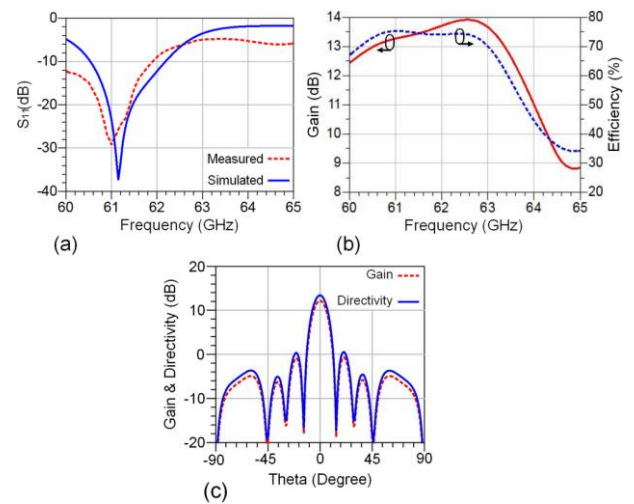 0
-10
-20
-30
-40
S11(dB)
Measured
Simulated
60 61 62 63 64 65
Frequency (GHz)
(a)
14
13
12
11
10
9
8
Gain (dB)
80
70
60
50
40
30
20
Efficiency (%)
60 61 62 63 64 65
Frequency (GHz)
(b)
20
10
0
-10
-20
Gain & Directivity (dB)
Gain
Directivity
-90 -45 0 45 90
Theta (Degree)
(c)